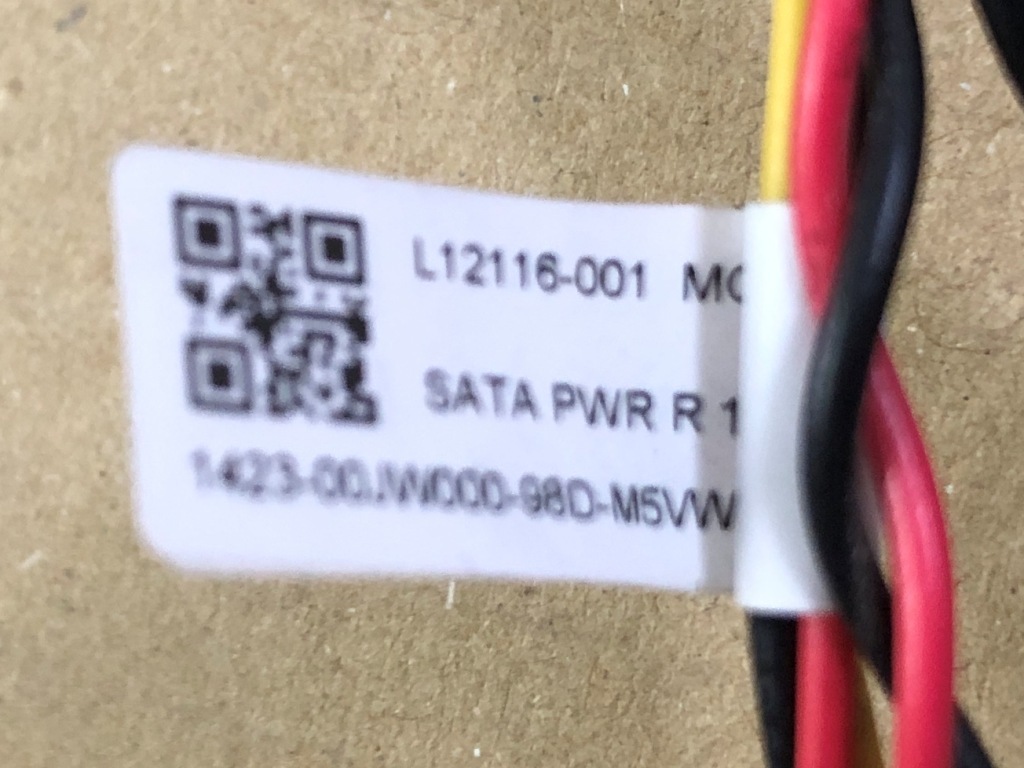 L12116-001 MC
SATA PWR R 1
1423-00JW000-98D-M5VW